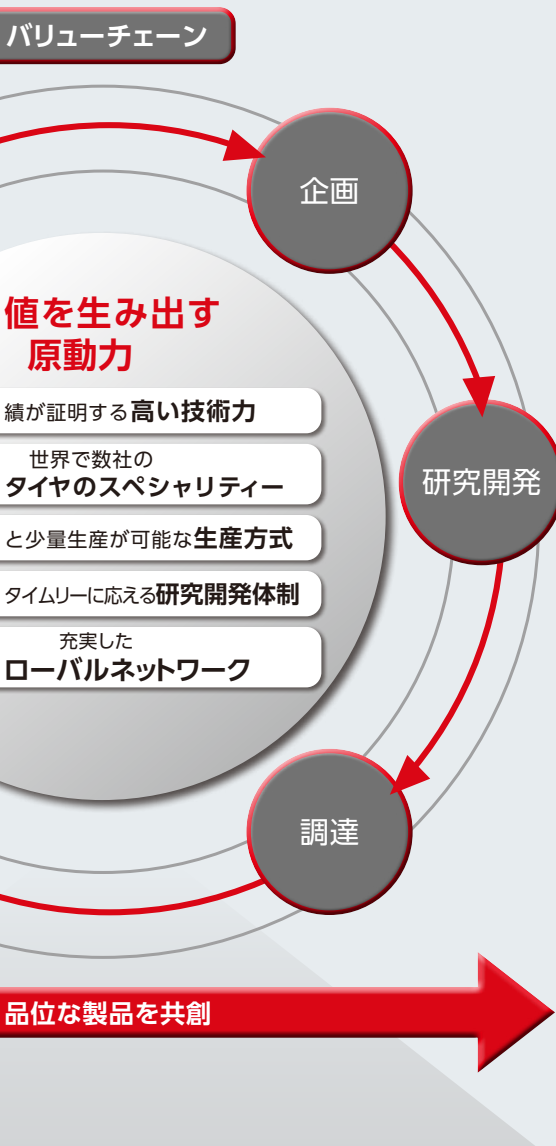 バリューチェーン
企画
値を生み出す
原動力
績が証明する高い技術力
世界で数社の
タイヤのスペシャリティー
と少量生産が可能な生産方式
タイムリーに応える研究開発体制
充実した
ローバルネットワーク
研究開発
調達
品位な製品を共創